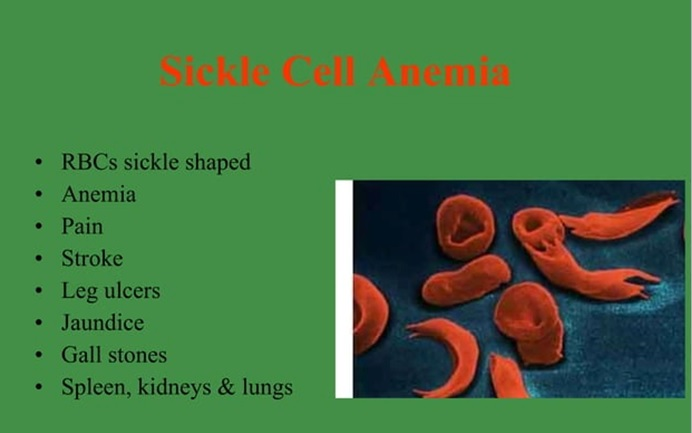 Sickle Cell Anemia
• RBCs sickle shaped
• Anemia
• Pain
• Stroke
• Leg ulcers
• Jaundice
• Gall stones
• Spleen, kidneys & lungs